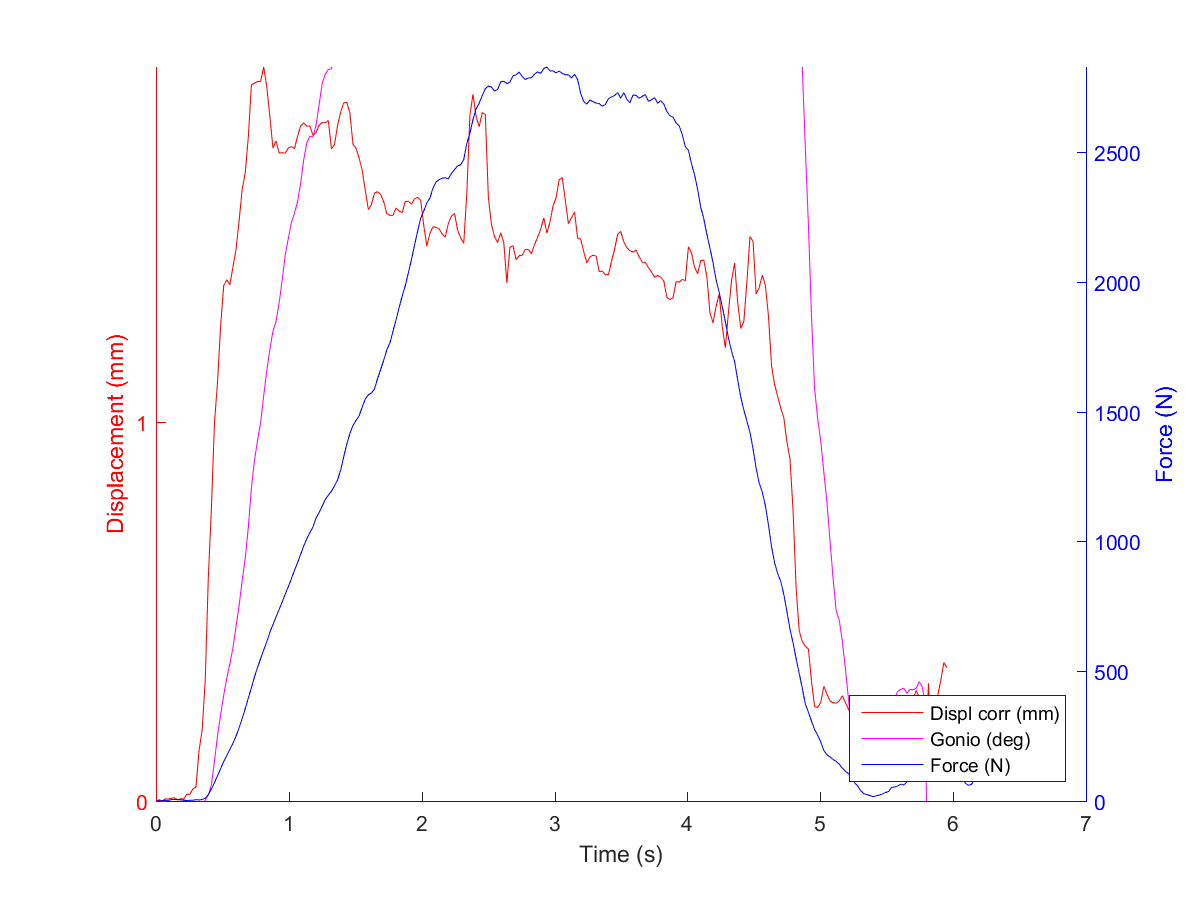 Displacement (mm)
1
0
2500
2000
1500
1000
500
0
Force (N)
Displ corr (mm)
Gonio (deg)
Force (N)
0 1 2 3 4 5 6 7
Time (s)